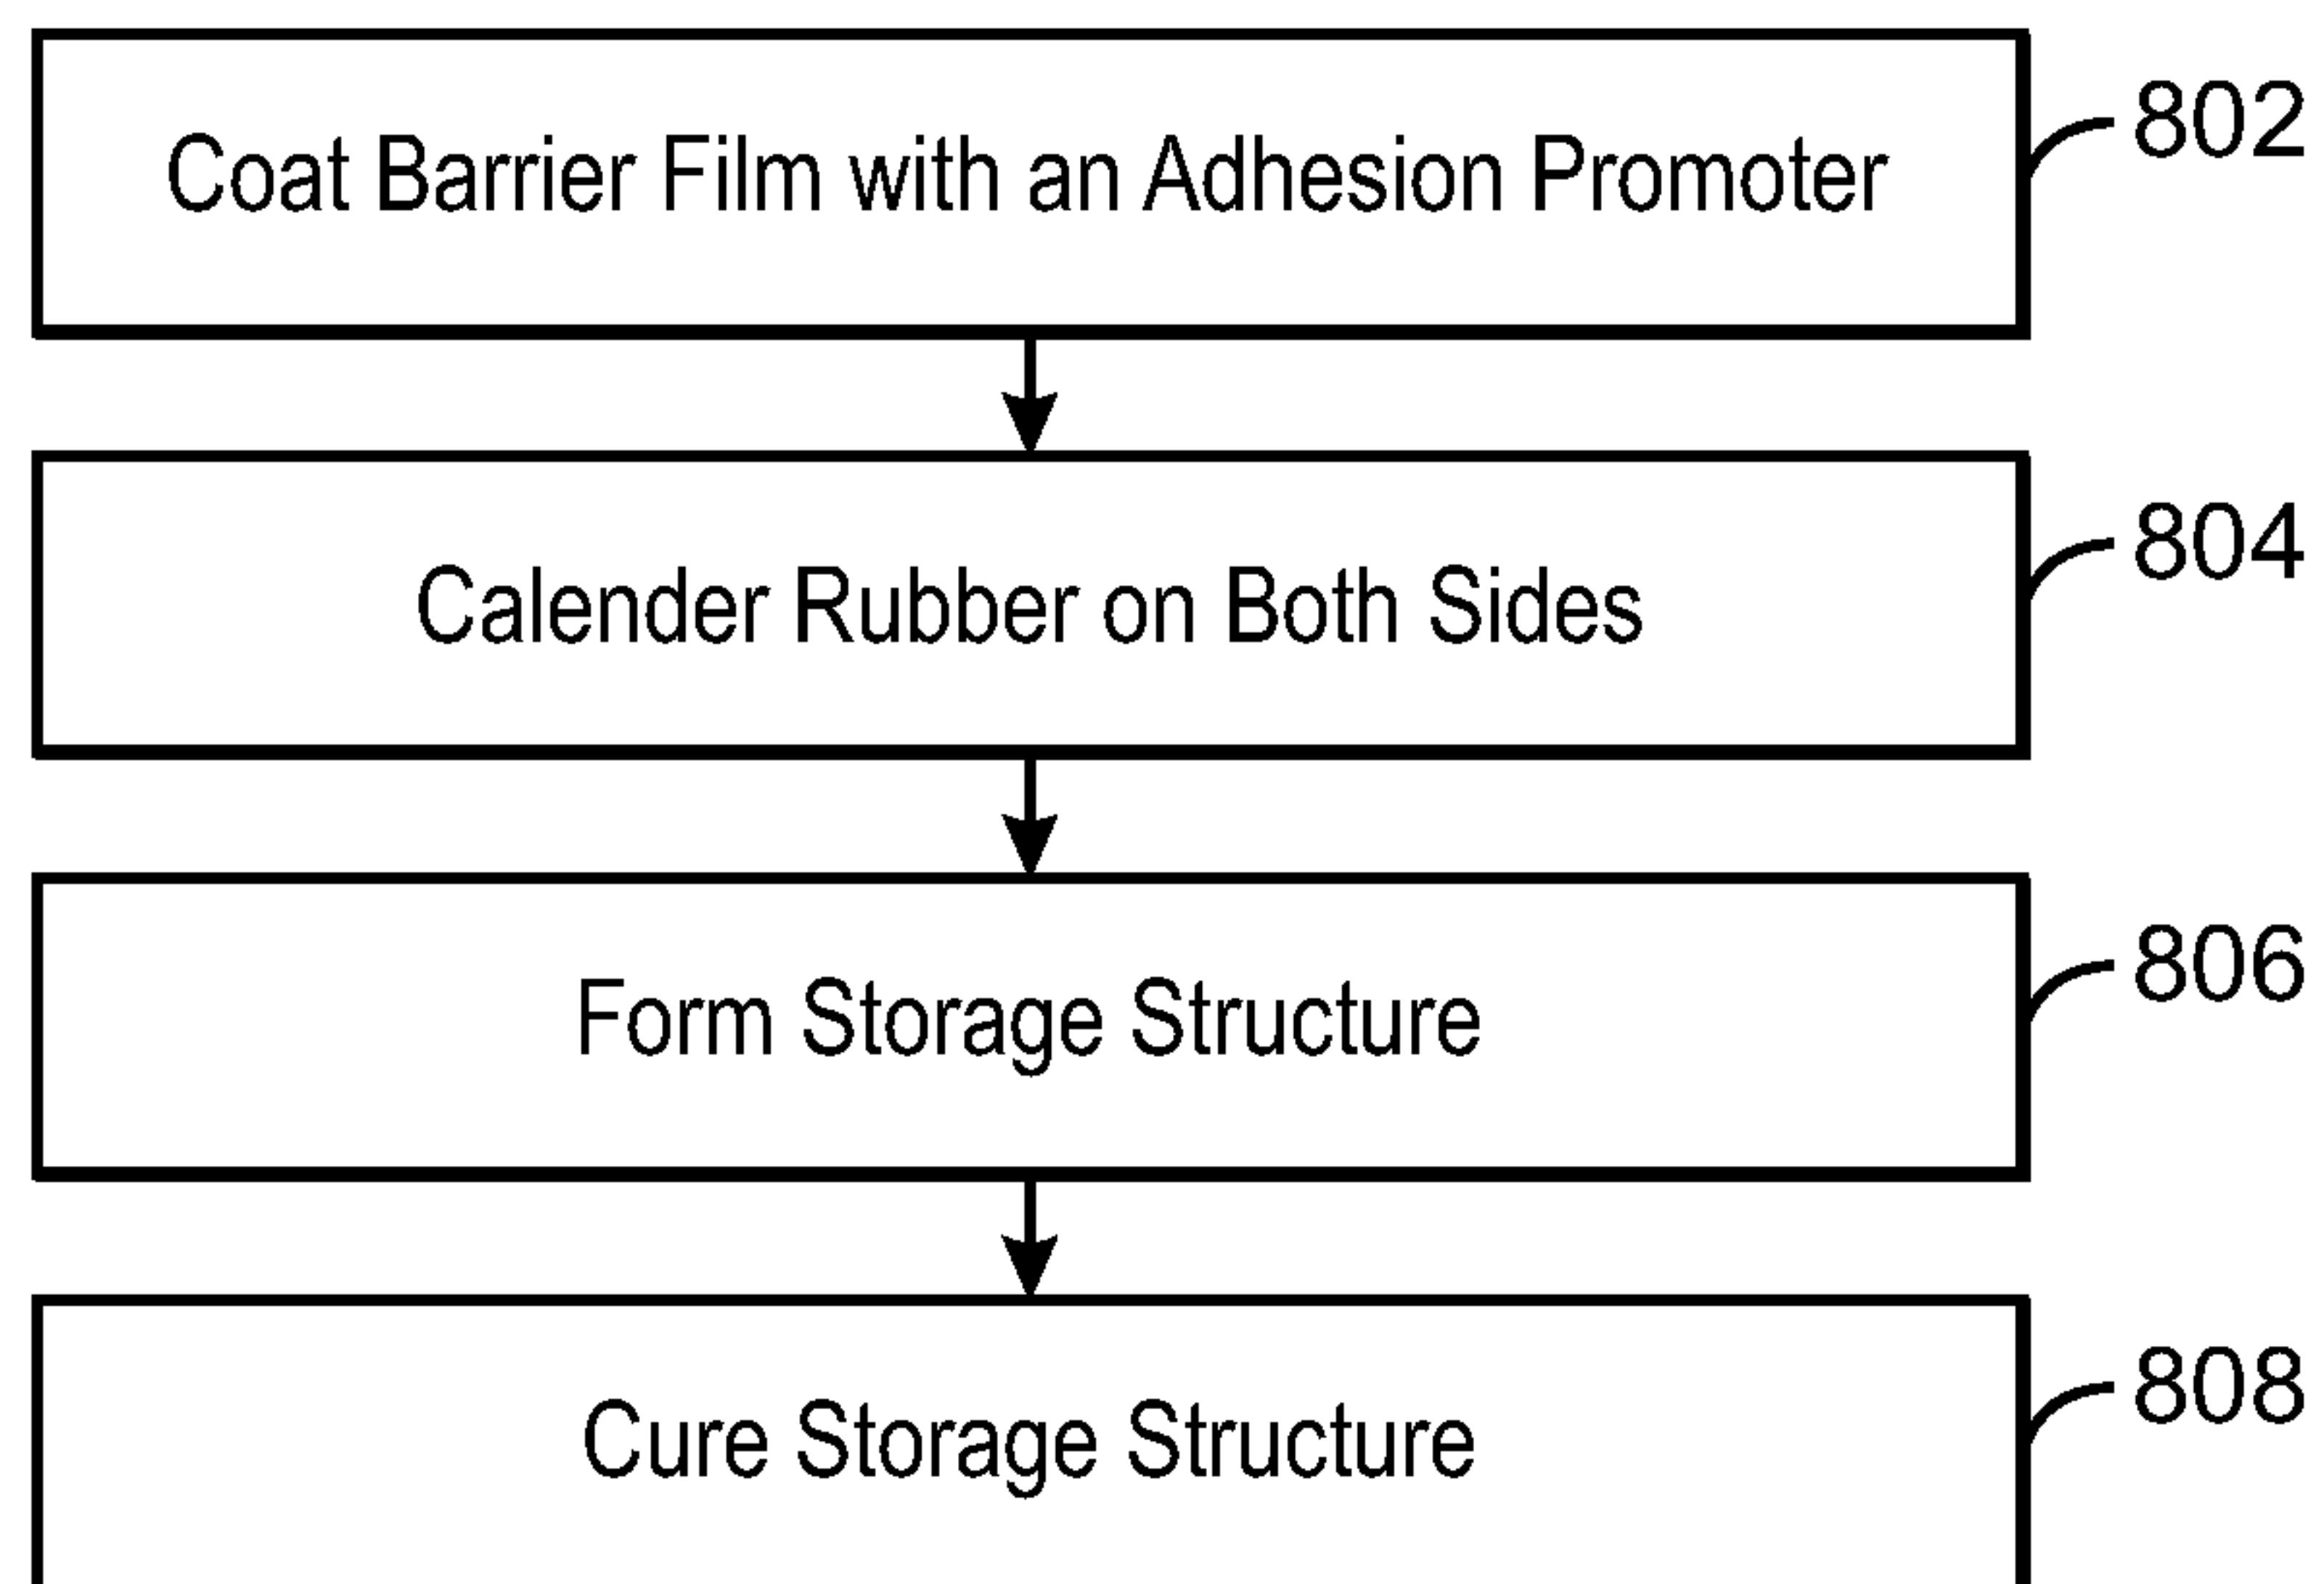 Coat Barrier Film with an Adhesion Promoter
802
Calender Rubber on Both Sides
804
Form Storage Structure
806
Cure Storage Structure
808